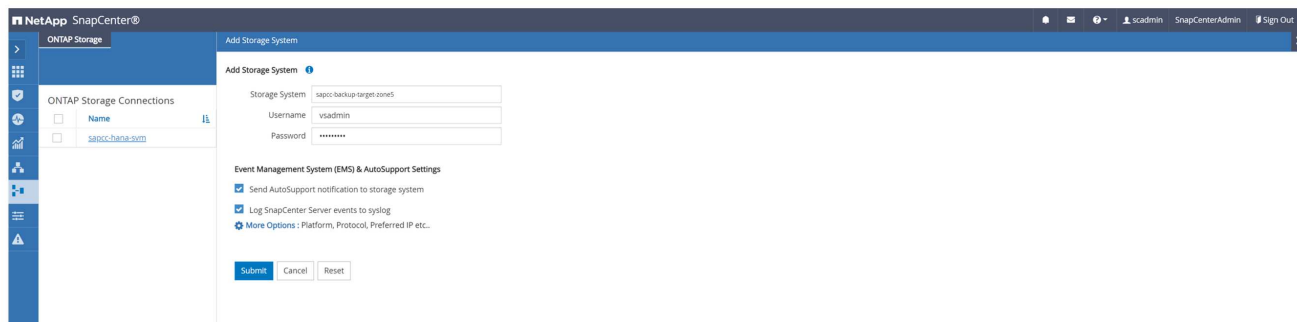 NetApp SnapCenter®
scadmin SnapCenterAdmin Sign Out
ONTAP Storage
Add Storage System
ONTAP Storage Connections
Name
sapcc-hana-svm
Add Storage System
Storage System sapcc-backup-target-zone5
Username vsadmin
Password •••••••••
Event Management System (EMS) & AutoSupport Settings
Send AutoSupport notification to storage system
Log SnapCenter Server events to syslog
More Options : Platform, Protocol, Preferred IP etc..
Submit Cancel Reset